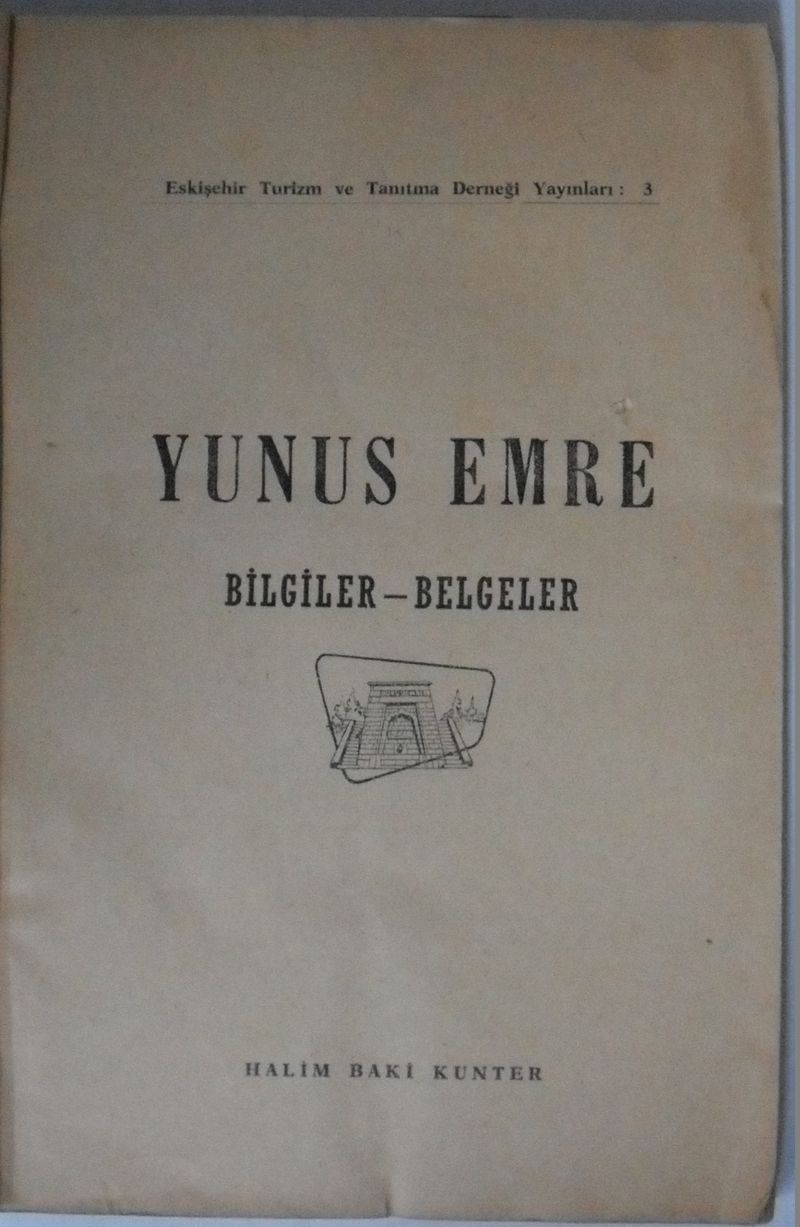 Eskişehir Turizm ve Tanıtma Derneği Yayınları : 3
YUNUS EMRE
BİLGİLER – BELGELER
HALİM BAKİ KUNTER